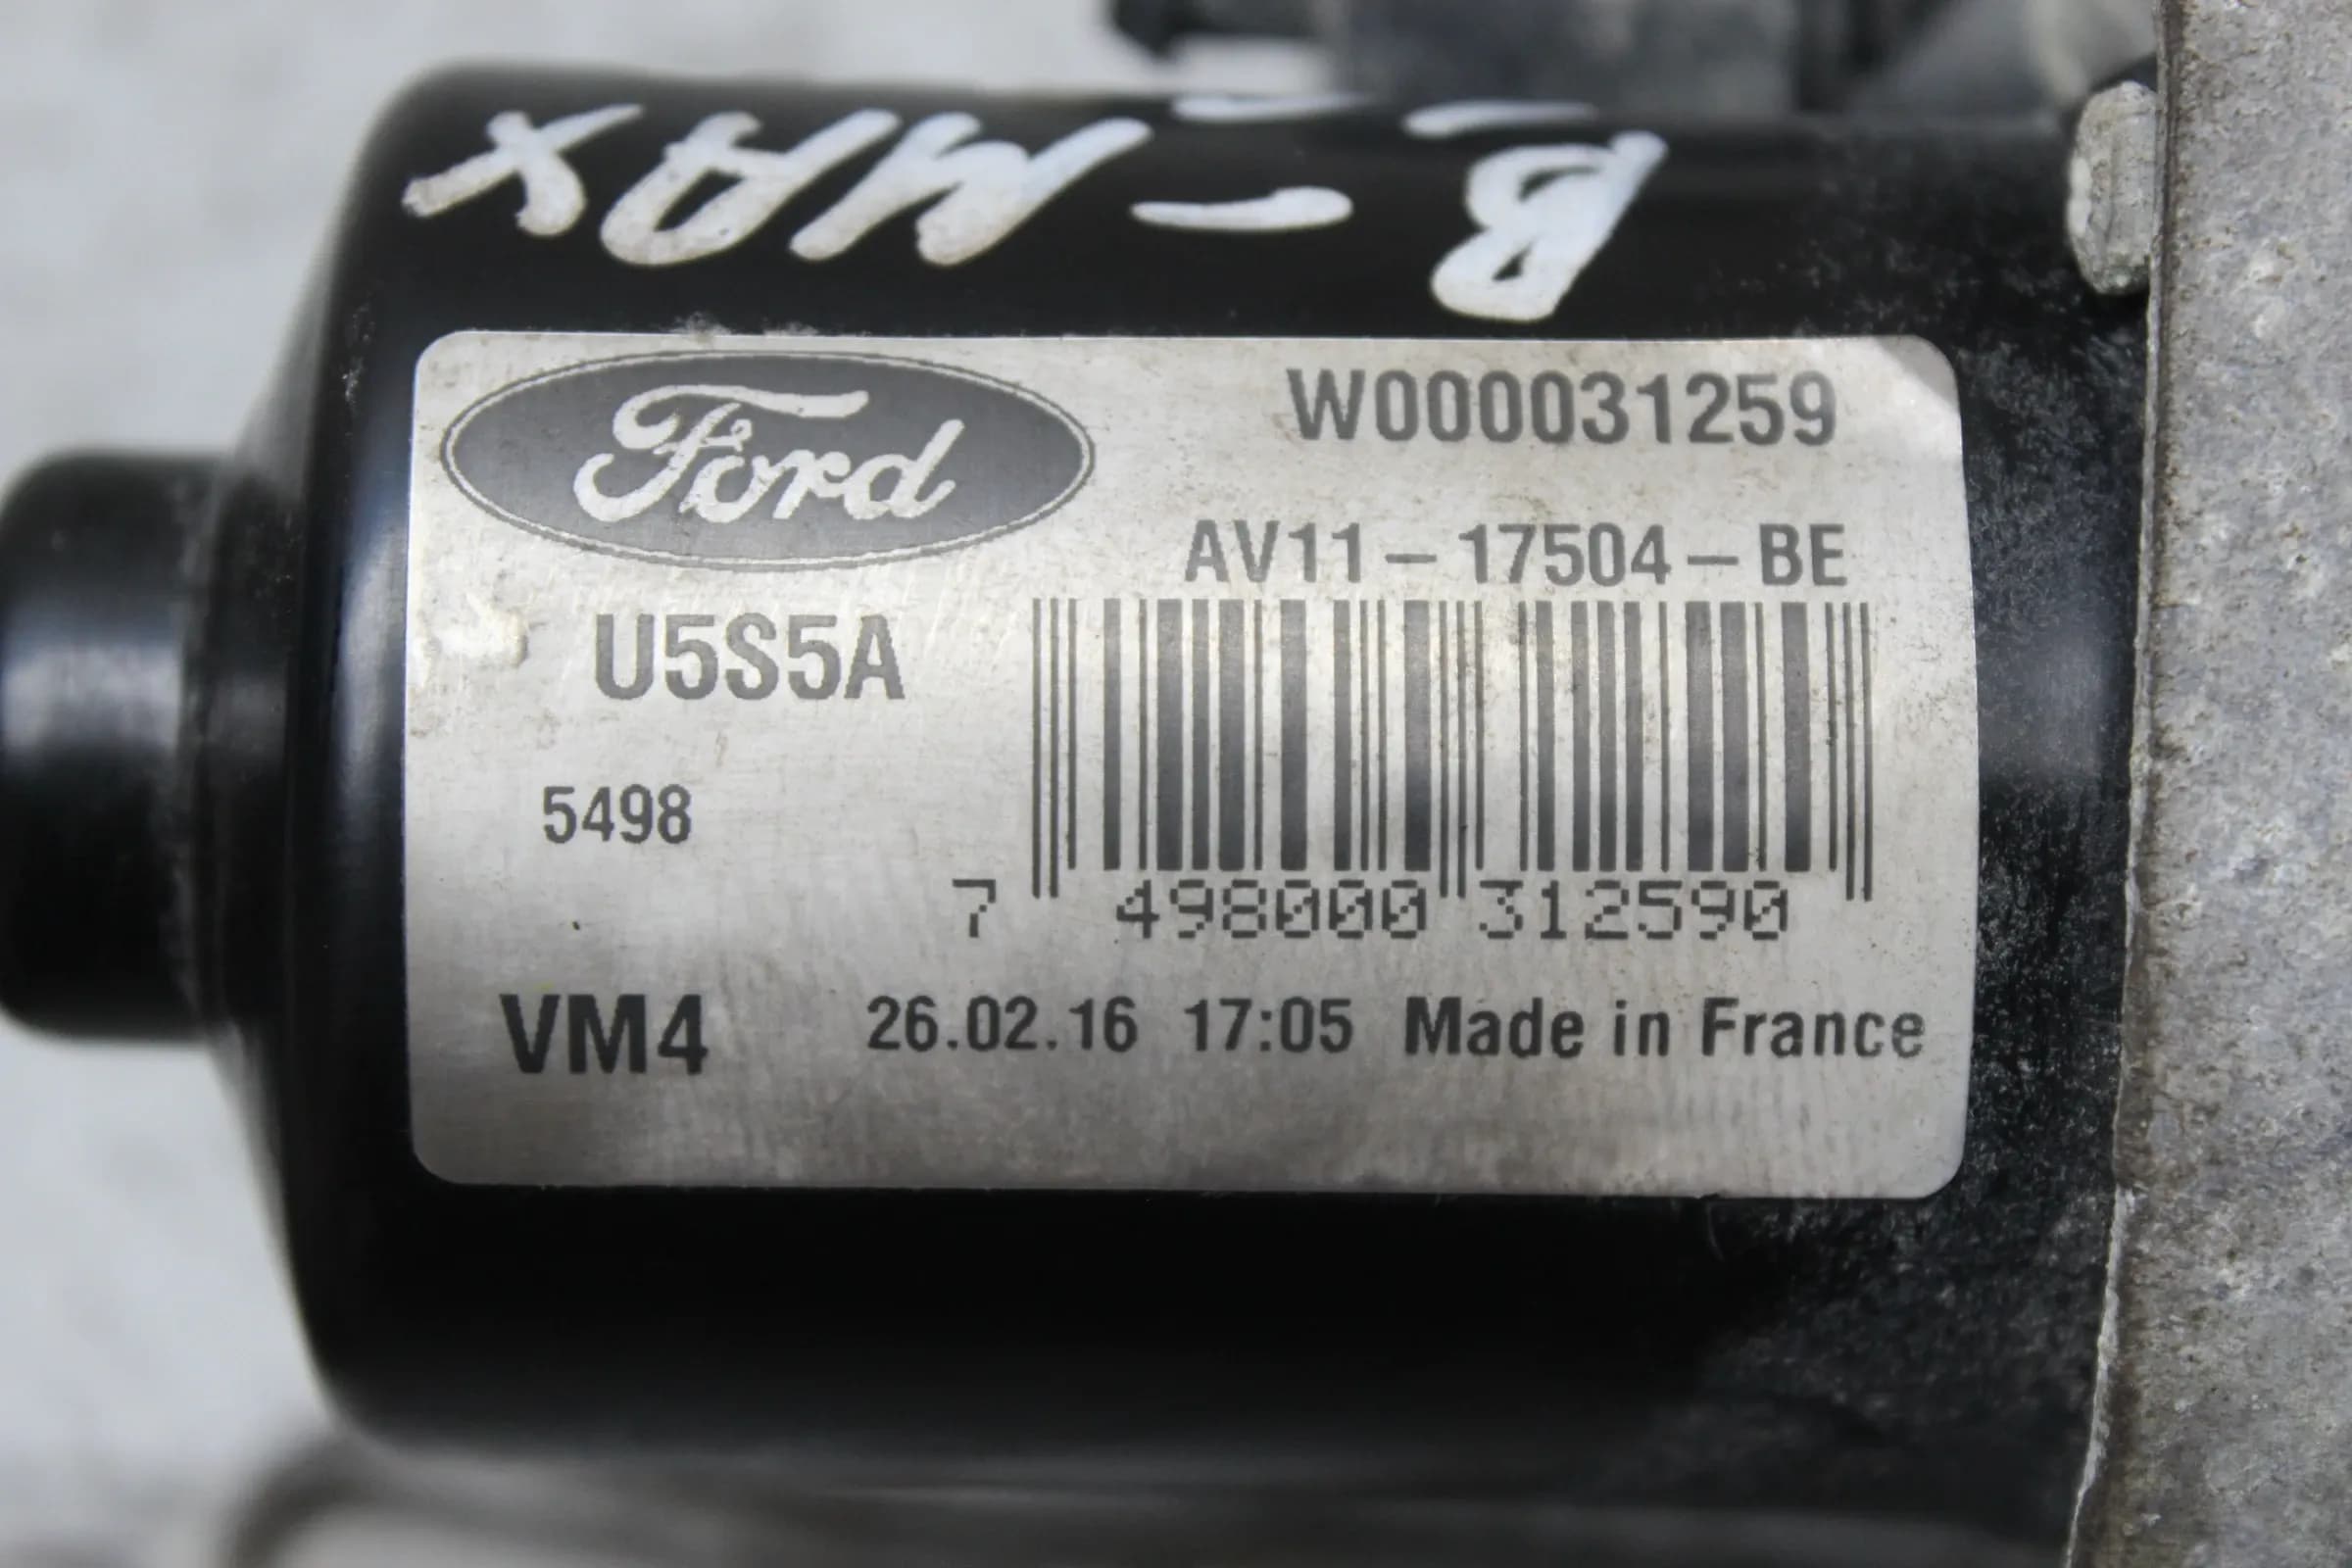 B-MAX
Ford
W000031259
AV11-17504-BE
U5S5A
5498
7 498000 312590
VM4 26.02.16 17:05 Made in France